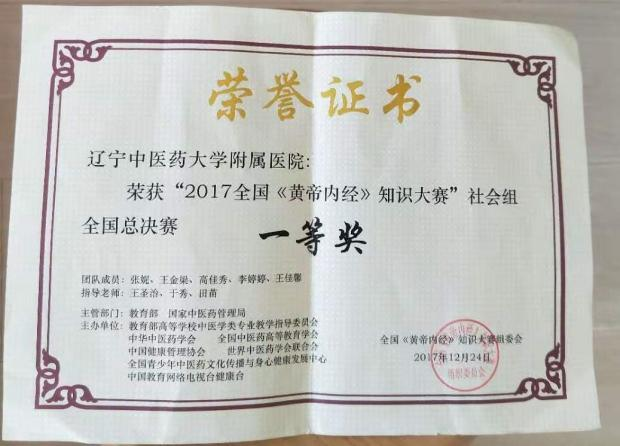 荣誉证书
辽宁中医药大学附属医院:
荣获“2017全国《黄帝内经》知识大赛”社会组
全国总决赛 一等奖
团队成员：张妮、王金榘、高佳秀、李婷婷、王佳馨
指导老师：王圣治、于秀、田苗
主管部门：教育部 国家中医药管理局
主办单位：教育部高等学校中医学类专业教学指导委员会
中华中医药学会 全国中医药高等教育学会
中国健康管理协会 世界中医药学会联合会
全国青少年中医药文化传播与身心健康发展中心
中国教育网络电视台健康台
全国《黄帝内经》知识大赛组委会
2017年12月24日
组织委员会